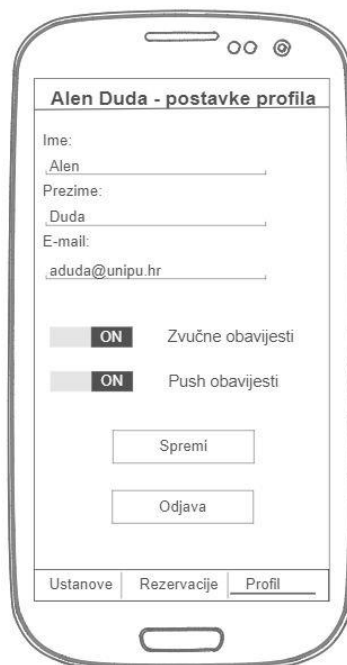 Alen Duda - postavke profila
Ime:
Alen
Prezime:
Duda
E-mail:
aduda@unipu.hr
ON Zvučne obavijesti
ON Push obavijesti
Spremi
Odjava
Ustanove Rezervacije Profil